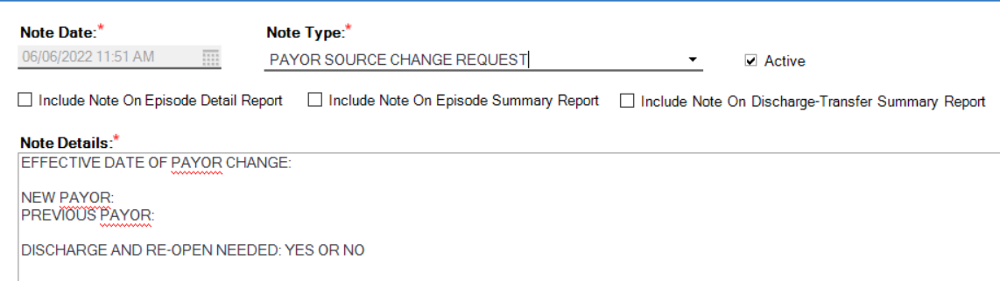 Note Date:* Note Type:*
06/06/2022 11:51 AM PAYOR SOURCE CHANGE REQUEST Active
Include Note On Episode Detail Report Include Note On Episode Summary Report Include Note On Discharge-Transfer Summary Report
Note Details:*
EFFECTIVE DATE OF PAYOR CHANGE:
NEW PAYOR:
PREVIOUS PAYOR:
DISCHARGE AND RE-OPEN NEEDED: YES OR NO